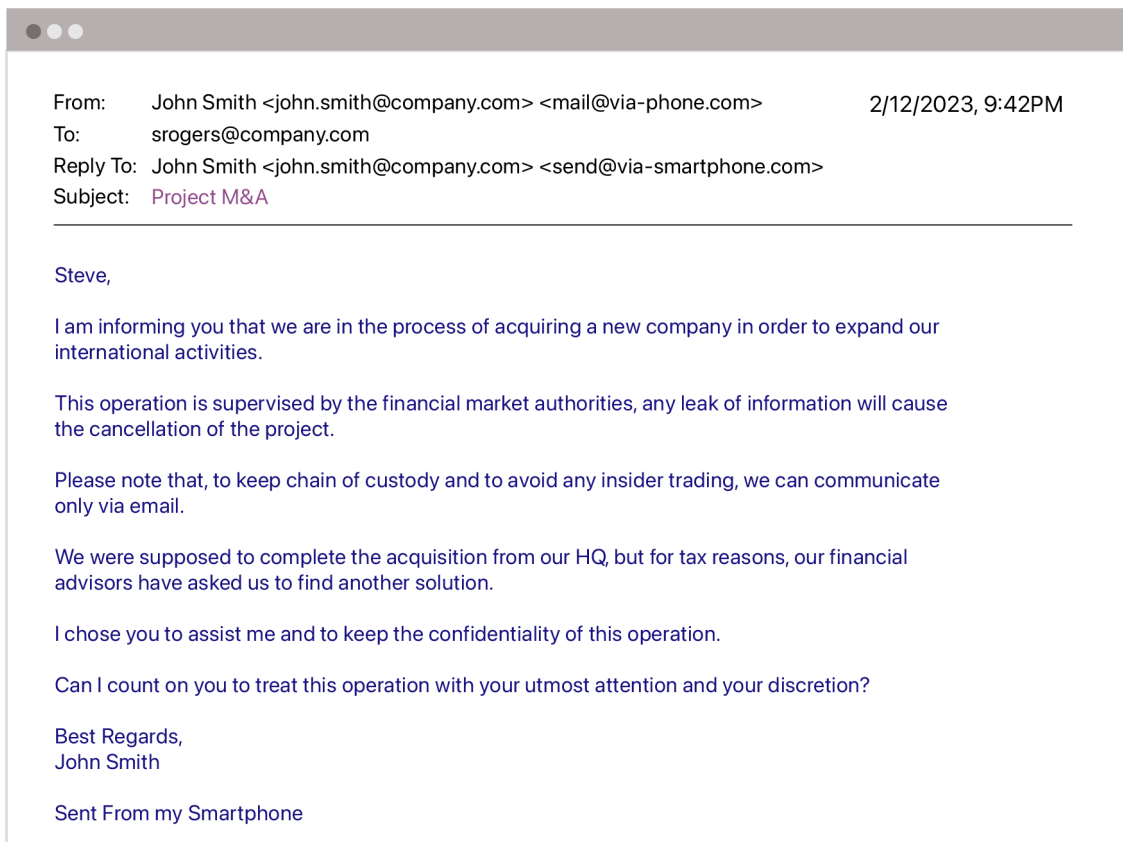 From: John Smith <john.smith@company.com> <mail@via-phone.com> 2/12/2023, 9:42PM
To: srogers@company.com
Reply To: John Smith <john.smith@company.com> <send@via-smartphone.com>
Subject: Project M&A
Steve,
I am informing you that we are in the process of acquiring a new company in order to expand our
international activities.
This operation is supervised by the financial market authorities, any leak of information will cause
the cancellation of the project.
Please note that, to keep chain of custody and to avoid any insider trading, we can communicate
only via email.
We were supposed to complete the acquisition from our HQ, but for tax reasons, our financial
advisors have asked us to find another solution.
I chose you to assist me and to keep the confidentiality of this operation.
Can I count on you to treat this operation with your utmost attention and your discretion?
Best Regards,
John Smith
Sent From my Smartphone